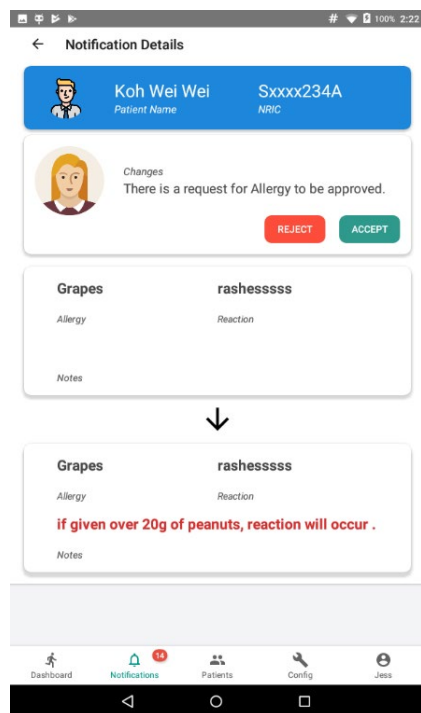 # 100% 2:22
Notification Details
Koh Wei Wei Sxxxx234A
Patient Name NRIC
Changes
There is a request for Allergy to be approved.
REJECT ACCEPT
Grapes rashesssss
Allergy Reaction
Notes
Grapes rashesssss
Allergy Reaction
if given over 20g of peanuts, reaction will occur .
Notes
14
Dashboard Notifications Patients Config Jess